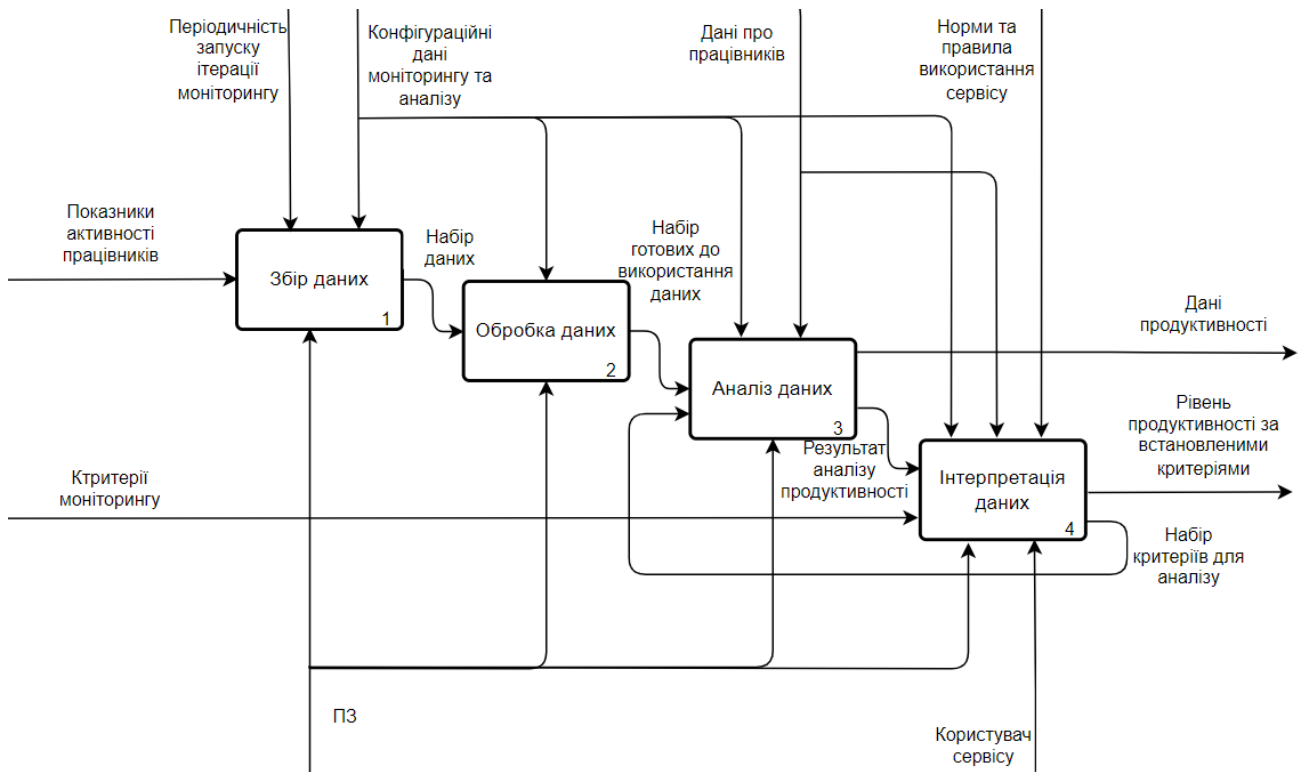 Періодичність
запуску
ітерації
моніторингу
Конфігураційні
дані
моніторингу та
аналізу
Дані про
працівників
Норми та
правила
використання
сервісу
Показники
активності
працівників
Збір даних
1
Набір
даних
Обробка даних
2
Набір
готових до
використання
даних
Аналіз даних
3
Дані
продуктивності
Результат
аналізу
продуктивності
Рівень
продуктивності за
встановленими
критеріями
Ктритерії
моніторингу
Інтерпретація
даних
4
Набір
критеріїв для
аналізу
ПЗ
Користувач
сервісу